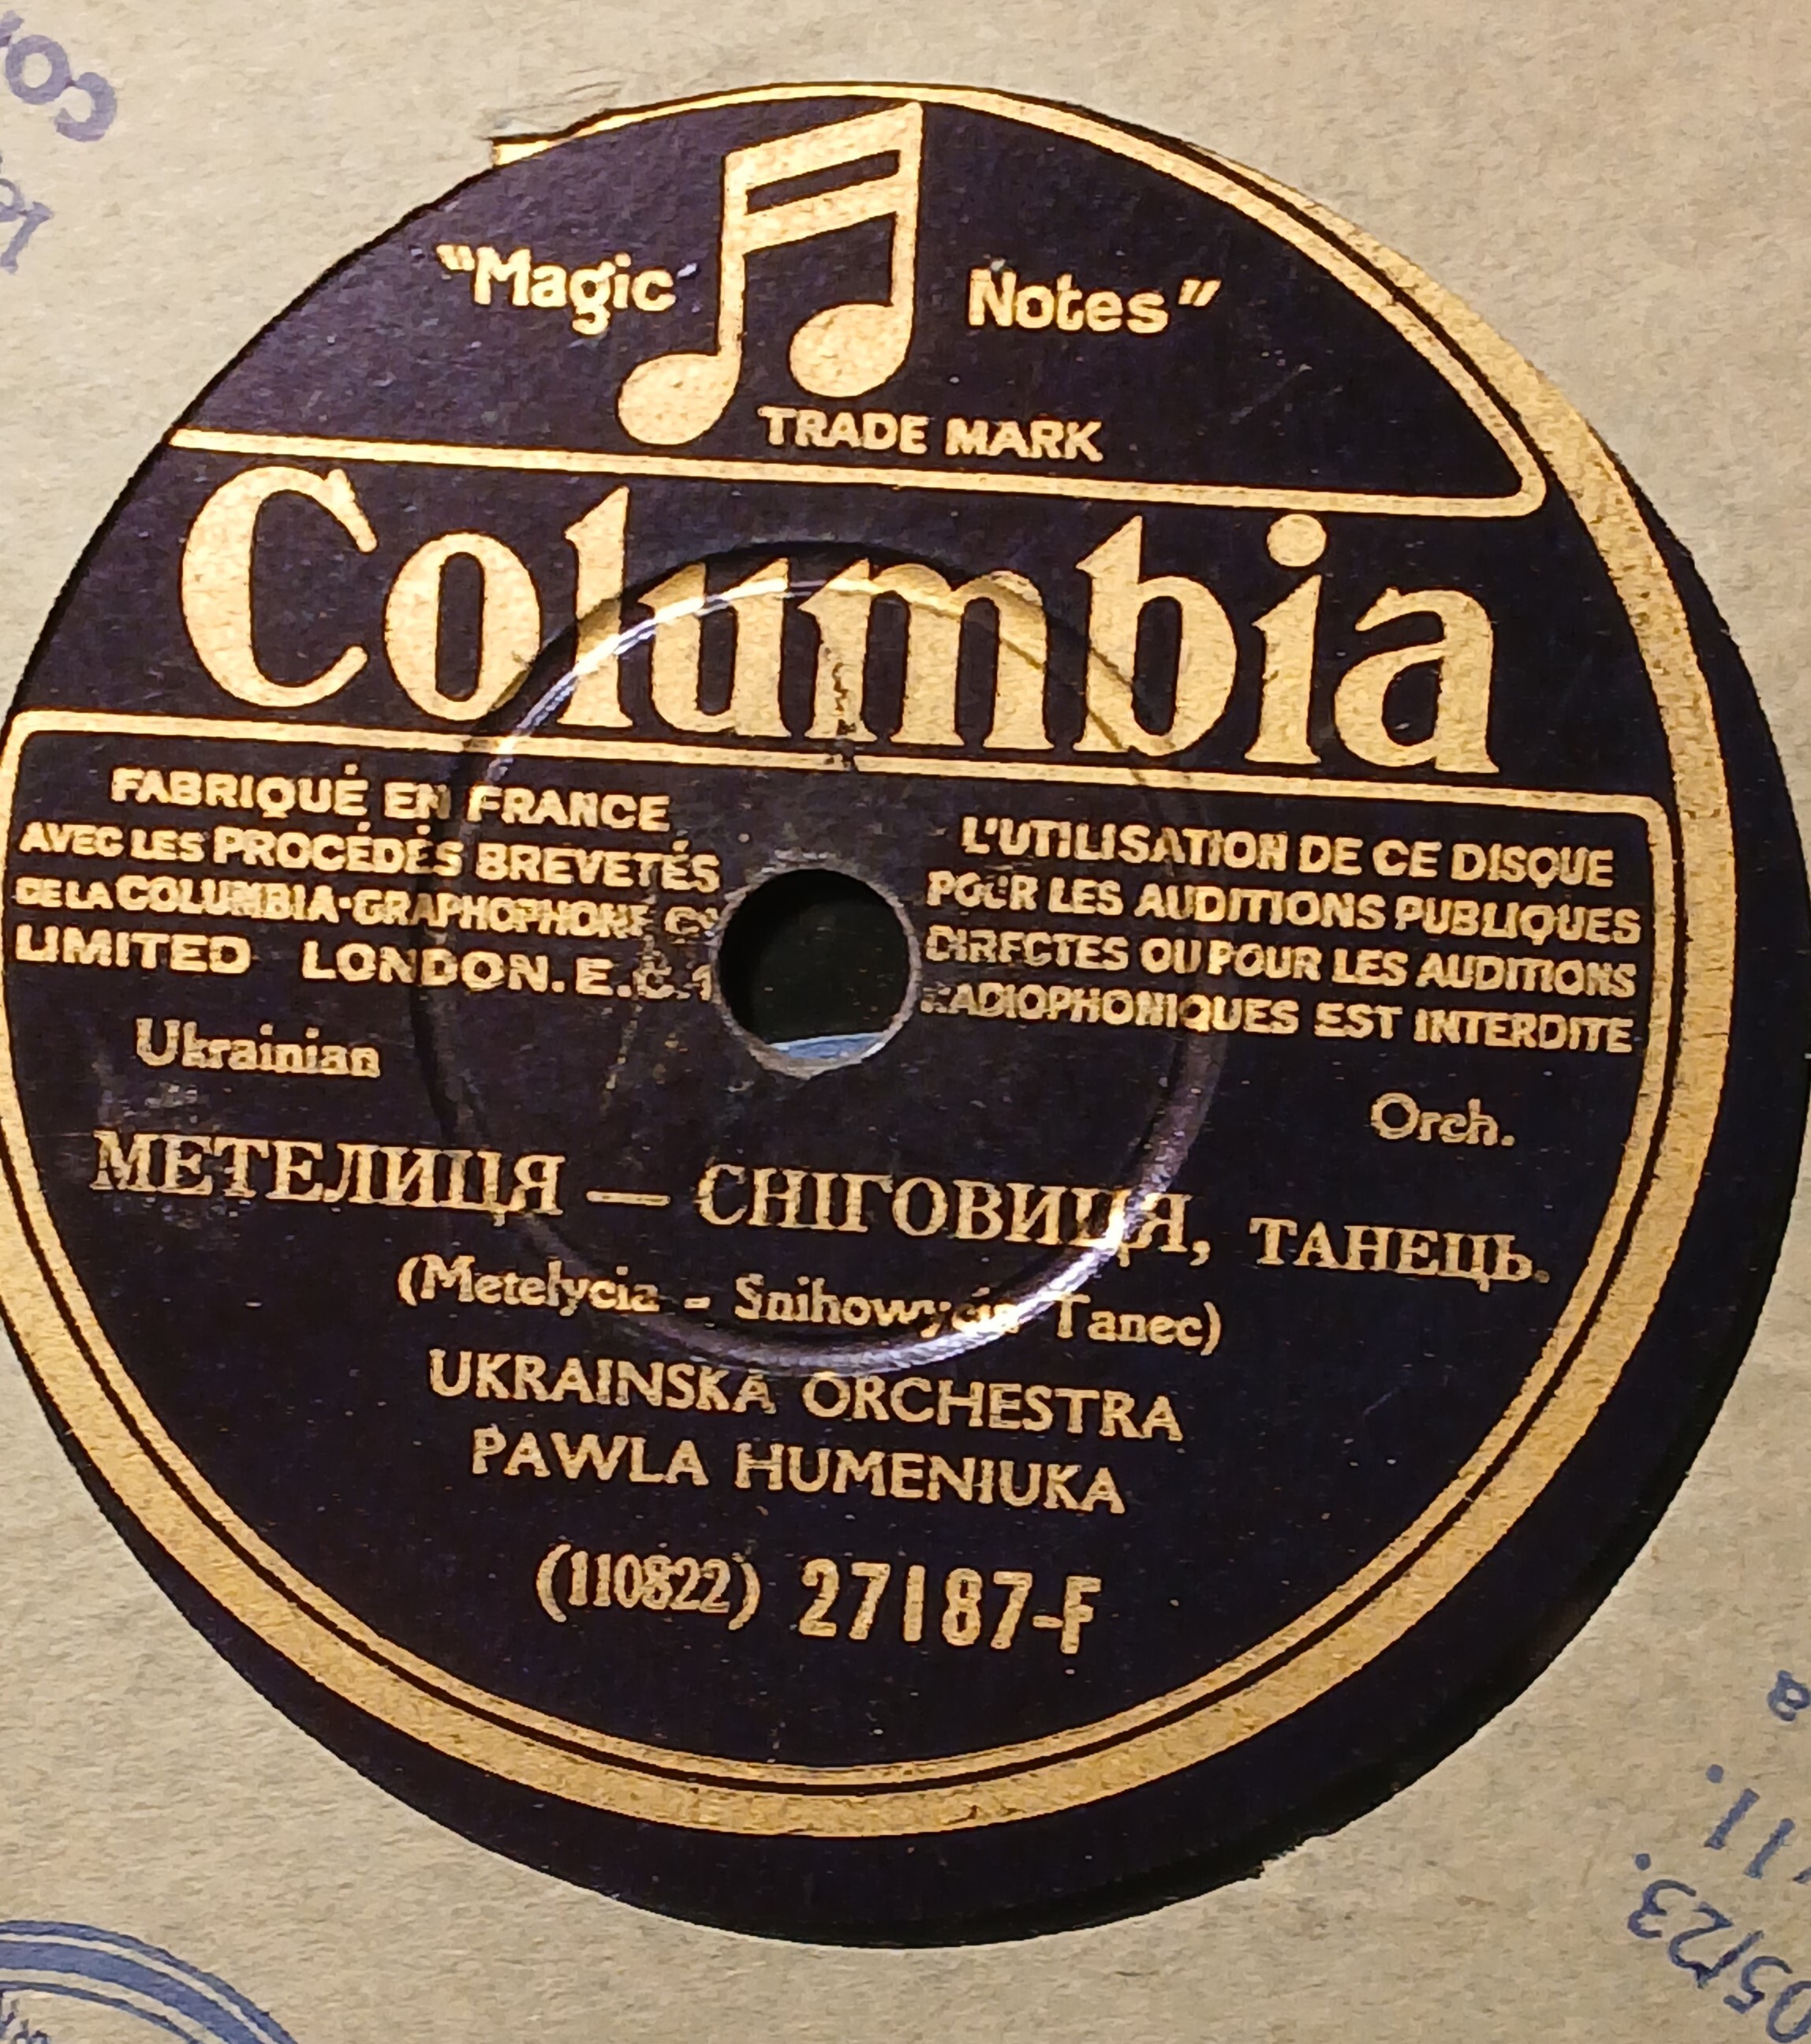 "Magic Notes"
TRADE MARK
Columbia
FABRIQUÉ EN FRANCE
AVEC LES PROCÉDÉS BREVETÉS
DE LA COLUMBIA-GRAPHOPHONE Cº
LIMITED LONDON. E.C.1
L'UTILISATION DE CE DISQUE
POUR LES AUDITIONS PUBLIQUES
DIRECTES OU POUR LES AUDITIONS
RADIOPHONIQUES EST INTERDITE
Ukrainian
Orch.
МЕТЕЛИЦЯ — СНІГОВИЦЯ, ТАНЕЦЬ.
(Metelycia - Snihowycia Tanec)
UKRAINSKA ORCHESTRA
PAWLA HUMENIUKA
(110822) 27187-F